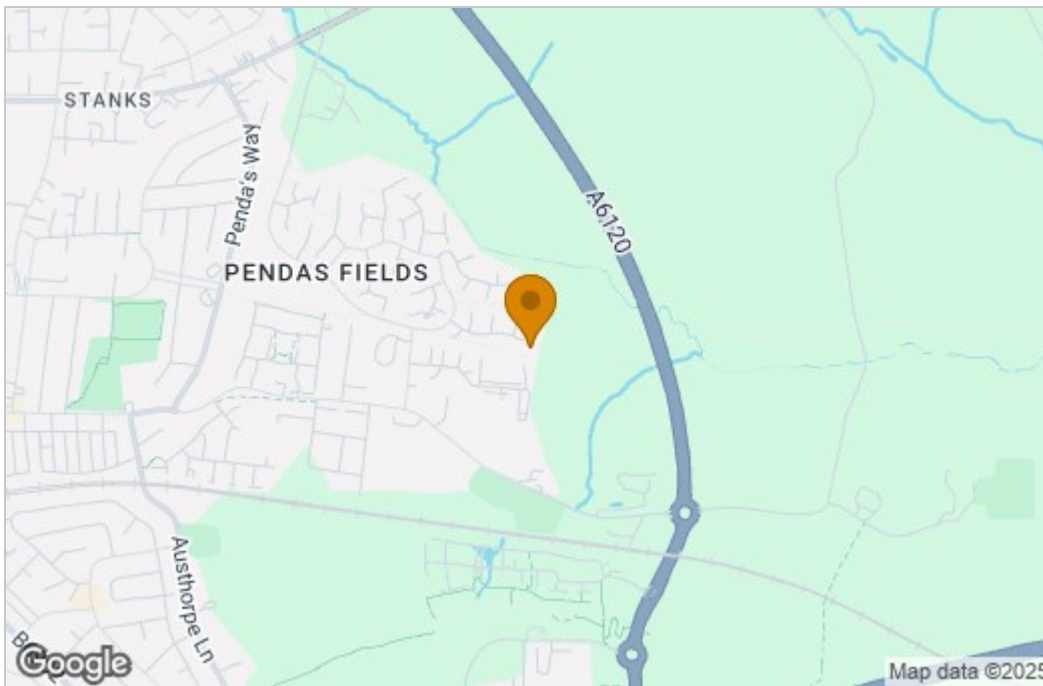 STANKS
Penda's Way
A6120
PENDAS FIELDS
Austhorpe Ln
Google
Map data ©2025